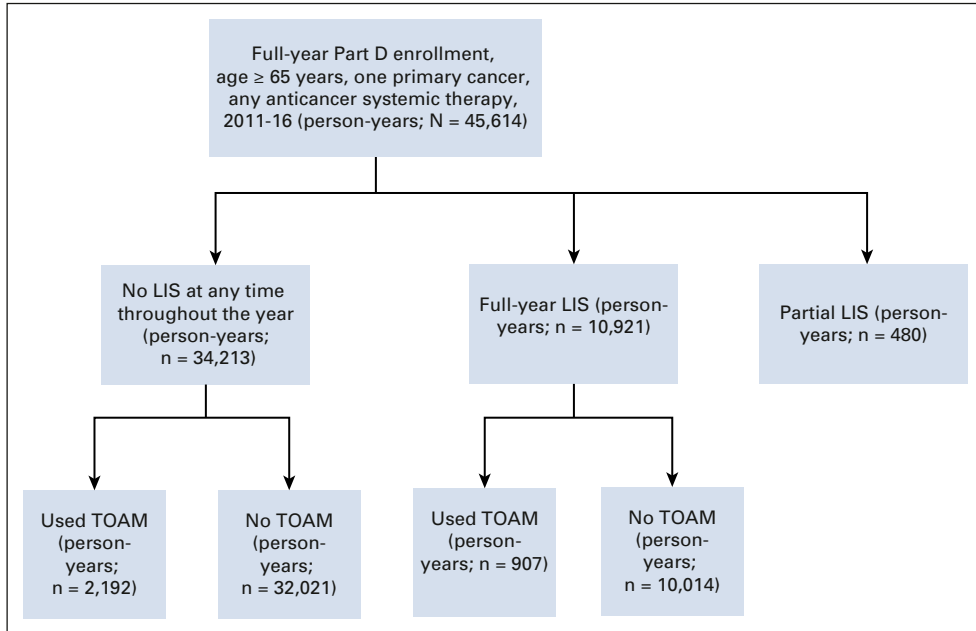 Full-year Part D enrollment,
age ≥ 65 years, one primary cancer,
any anticancer systemic therapy,
2011-16 (person-years; N = 45,614)
No LIS at any time
throughout the year
(person-years;
n = 34,213)
Full-year LIS (person-
years; n = 10,921)
Partial LIS (person-
years; n = 480)
Used TOAM
(person-
years;
n = 2,192)
No TOAM
(person-
years;
n = 32,021)
Used TOAM
(person-
years; n = 907)
No TOAM
(person-
years;
n = 10,014)